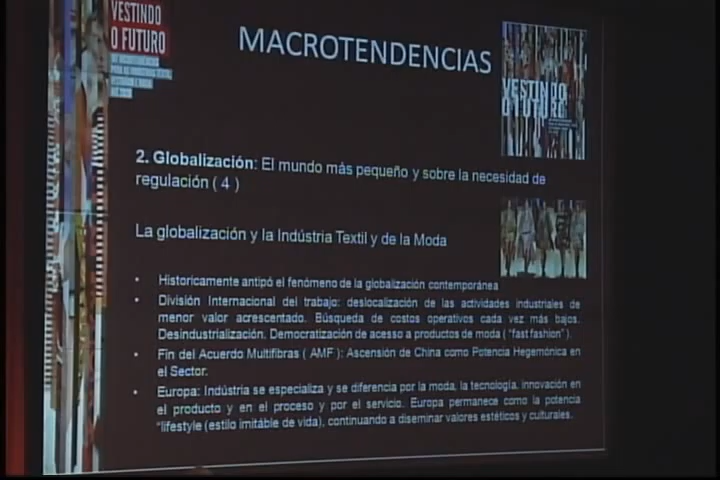 VESTINDO
O FUTURO
MACROTENDENCIAS
VESTINDO
O FUTURO
2. Globalización: El mundo más pequeño y sobre la necesidad de
regulación ( 4 )
La globalización y la Indústria Textil y de la Moda
• Historicamente antipó el fenómeno de la globalización contemporánea
• División Internacional del trabajo: deslocalización de las actividades industriales de
menor valor acrescentado. Búsqueda de costos operativos cada vez más bajos.
Desindustrialización. Democratización de acesso a productos de moda ( "fast fashion" ).
• Fin del Acuerdo Multifibras ( AMF ): Ascensión de China como Potencia Hegemónica en
el Sector.
• Europa: Indústria se especializa y se diferencia por la moda, la tecnología, innovación en
el producto y en el proceso y por el servicio. Europa permanece como la potencia
"lifestyle (estilo imitable de vida), continuando a diseminar valores estéticos y culturales.